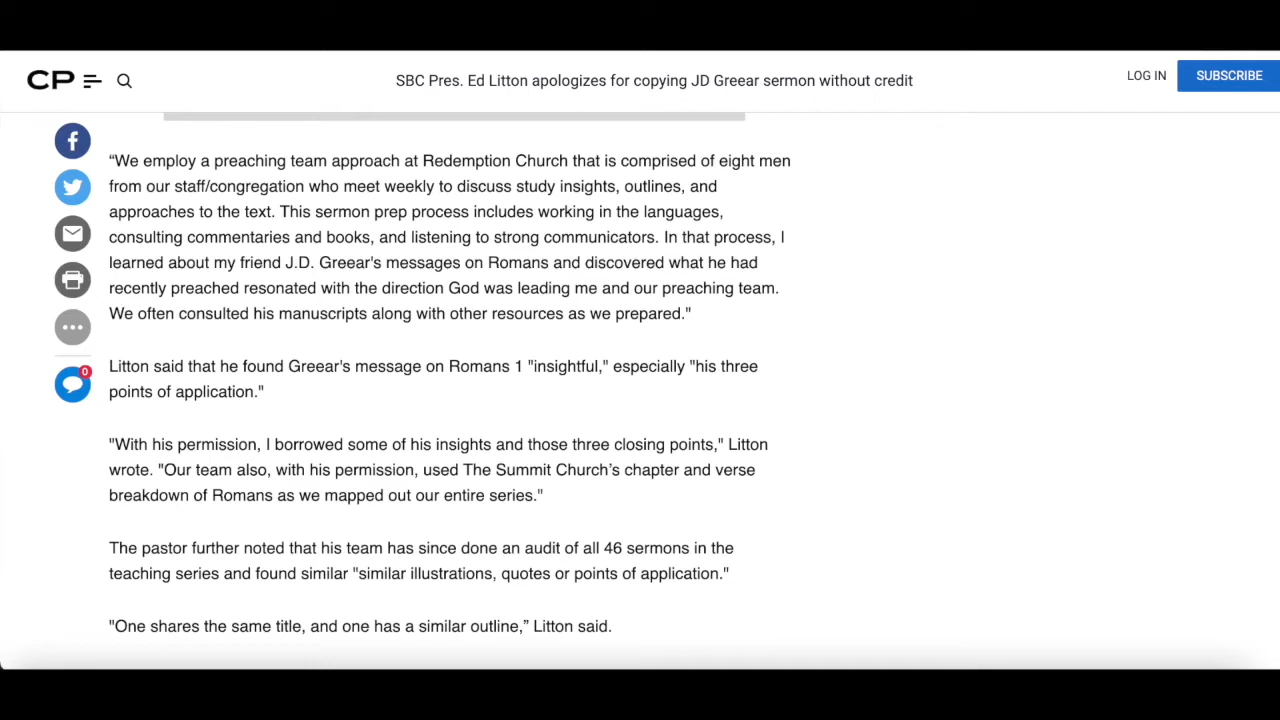 CP
SBC Pres. Ed Litton apologizes for copying JD Greear sermon without credit
LOG IN
SUBSCRIBE
“We employ a preaching team approach at Redemption Church that is comprised of eight men
from our staff/congregation who meet weekly to discuss study insights, outlines, and
approaches to the text. This sermon prep process includes working in the languages,
consulting commentaries and books, and listening to strong communicators. In that process, I
learned about my friend J.D. Greear's messages on Romans and discovered what he had
recently preached resonated with the direction God was leading me and our preaching team.
We often consulted his manuscripts along with other resources as we prepared."
0
Litton said that he found Greear's message on Romans 1 "insightful," especially "his three
points of application."
"With his permission, I borrowed some of his insights and those three closing points," Litton
wrote. "Our team also, with his permission, used The Summit Church’s chapter and verse
breakdown of Romans as we mapped out our entire series."
The pastor further noted that his team has since done an audit of all 46 sermons in the
teaching series and found similar "similar illustrations, quotes or points of application."
"One shares the same title, and one has a similar outline,” Litton said.